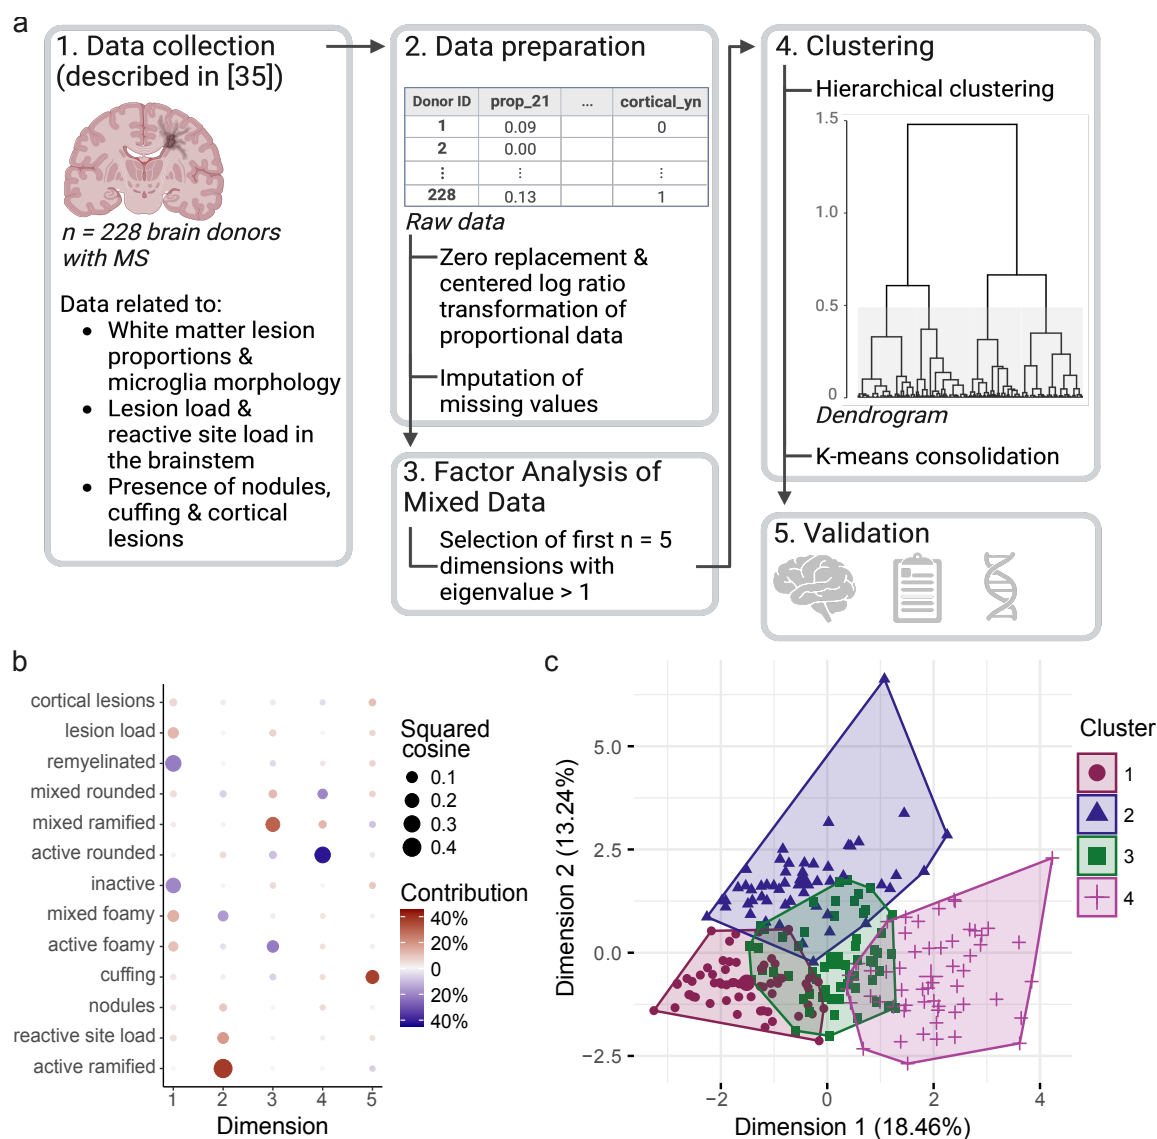 a
1. Data collection
(described in [35])
n = 228 brain donors
with MS
Data related to:
• White matter lesion
proportions &
microglia morphology
• Lesion load &
reactive site load in
the brainstem
• Presence of nodules,
cuffing & cortical
lesions
2. Data preparation
Donor ID prop_21 ... cortical_yn
1 0.09 0
2 0.00
⋮ ⋮ ⋮
228 0.13 1
Raw data
Zero replacement &
centered log ratio
transformation of
proportional data
Imputation of
missing values
3. Factor Analysis of
Mixed Data
Selection of first n = 5
dimensions with
eigenvalue > 1
4. Clustering
Hierarchical clustering
1.5
1.0
0.5
0
Dendrogram
K-means consolidation
5. Validation
b
cortical lesions
lesion load
remyelinated
mixed rounded
mixed ramified
active rounded
inactive
mixed foamy
active foamy
cuffing
nodules
reactive site load
active ramified
1 2 3 4 5
Dimension
Squared
cosine
0.1
0.2
0.3
0.4
Contribution
40%
20%
0
20%
40%
c
Dimension 2 (13.24%)
5.0
2.5
0.0
−2.5
−2 0 2 4
Dimension 1 (18.46%)
Cluster
1
2
3
4